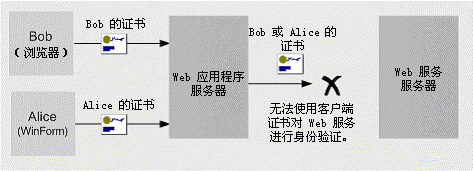 Bob 的证书
Bob
（浏览器）
Alice 的证书
Alice
(WinForm)
Web 应用程序
服务器
Bob 或 Alice 的
证书
无法使用客户端
证书对 Web 服务
进行身份验证。
Web 服务
服务器